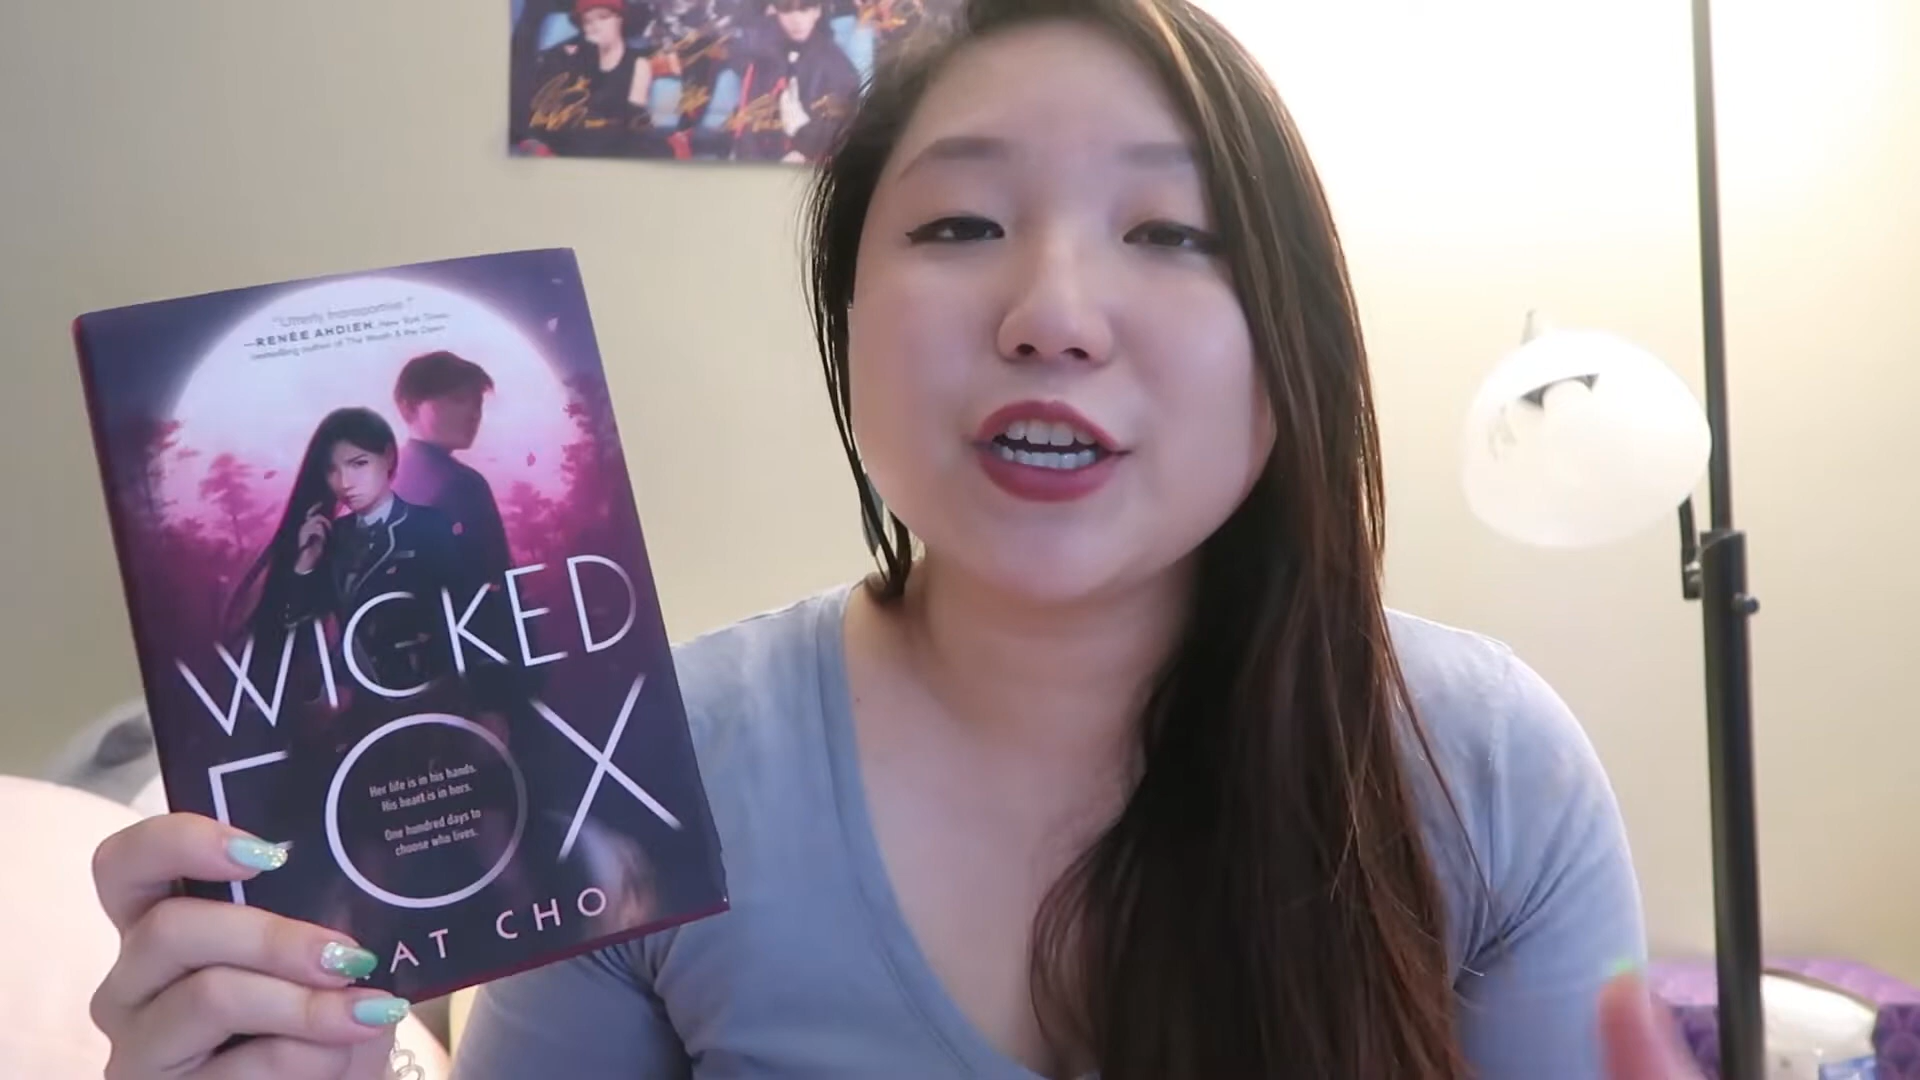 "Utterly transportive."
—RENÉE AHDIEH, New York Times
bestselling author of The Wrath & the Dawn
WICKED
FOX
Her life is in his hands.
His heart is in hers.
One hundred days to
choose who lives.
AT CHO